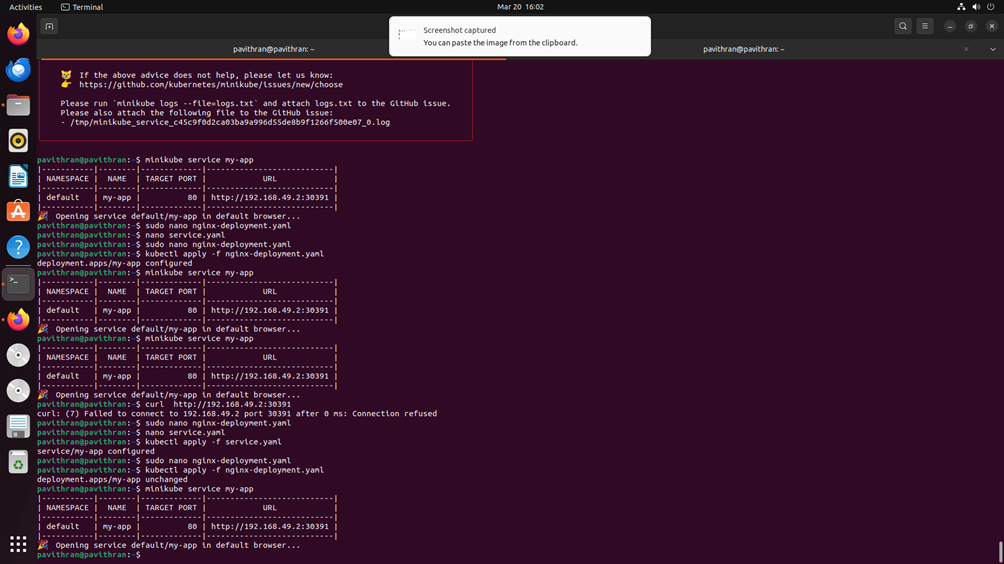 Activities
Terminal
Mar 20 16:02
Screenshot captured
You can paste the image from the clipboard.
pavithran@pavithran: ~
pavithran@pavithran: ~
If the above advice does not help, please let us know:
https://github.com/kubernetes/minikube/issues/new/choose
Please run `minikube logs --file=logs.txt` and attach logs.txt to the GitHub issue.
Please also attach the following file to the GitHub issue:
- /tmp/minikube_service_c45c9f0d2ca03ba9a996d55de8b9f1266f500e07_0.log
pavithran@pavithran:~$ minikube service my-app
|-----------|--------|-------------|---------------------------|
| NAMESPACE | NAME | TARGET PORT | URL |
|-----------|--------|-------------|---------------------------|
| default | my-app | 80 | http://192.168.49.2:30391 |
|-----------|--------|-------------|---------------------------|
🎉 Opening service default/my-app in default browser...
pavithran@pavithran:~$ sudo nano nginx-deployment.yaml
pavithran@pavithran:~$ nano service.yaml
pavithran@pavithran:~$ sudo nano nginx-deployment.yaml
pavithran@pavithran:~$ kubectl apply -f nginx-deployment.yaml
deployment.apps/my-app configured
pavithran@pavithran:~$ minikube service my-app
|-----------|--------|-------------|---------------------------|
| NAMESPACE | NAME | TARGET PORT | URL |
|-----------|--------|-------------|---------------------------|
| default | my-app | 80 | http://192.168.49.2:30391 |
|-----------|--------|-------------|---------------------------|
🎉 Opening service default/my-app in default browser...
pavithran@pavithran:~$ minikube service my-app
|-----------|--------|-------------|---------------------------|
| NAMESPACE | NAME | TARGET PORT | URL |
|-----------|--------|-------------|---------------------------|
| default | my-app | 80 | http://192.168.49.2:30391 |
|-----------|--------|-------------|---------------------------|
🎉 Opening service default/my-app in default browser...
pavithran@pavithran:~$ curl  http://192.168.49.2:30391
curl: (7) Failed to connect to 192.168.49.2 port 30391 after 0 ms: Connection refused
pavithran@pavithran:~$ sudo nano nginx-deployment.yaml
pavithran@pavithran:~$ nano service.yaml
pavithran@pavithran:~$ kubectl apply -f service.yaml
service/my-app configured
pavithran@pavithran:~$ sudo nano nginx-deployment.yaml
pavithran@pavithran:~$ kubectl apply -f nginx-deployment.yaml
deployment.apps/my-app unchanged
pavithran@pavithran:~$ minikube service my-app
|-----------|--------|-------------|---------------------------|
| NAMESPACE | NAME | TARGET PORT | URL |
|-----------|--------|-------------|---------------------------|
| default | my-app | 80 | http://192.168.49.2:30391 |
|-----------|--------|-------------|---------------------------|
🎉 Opening service default/my-app in default browser...
pavithran@pavithran:~$